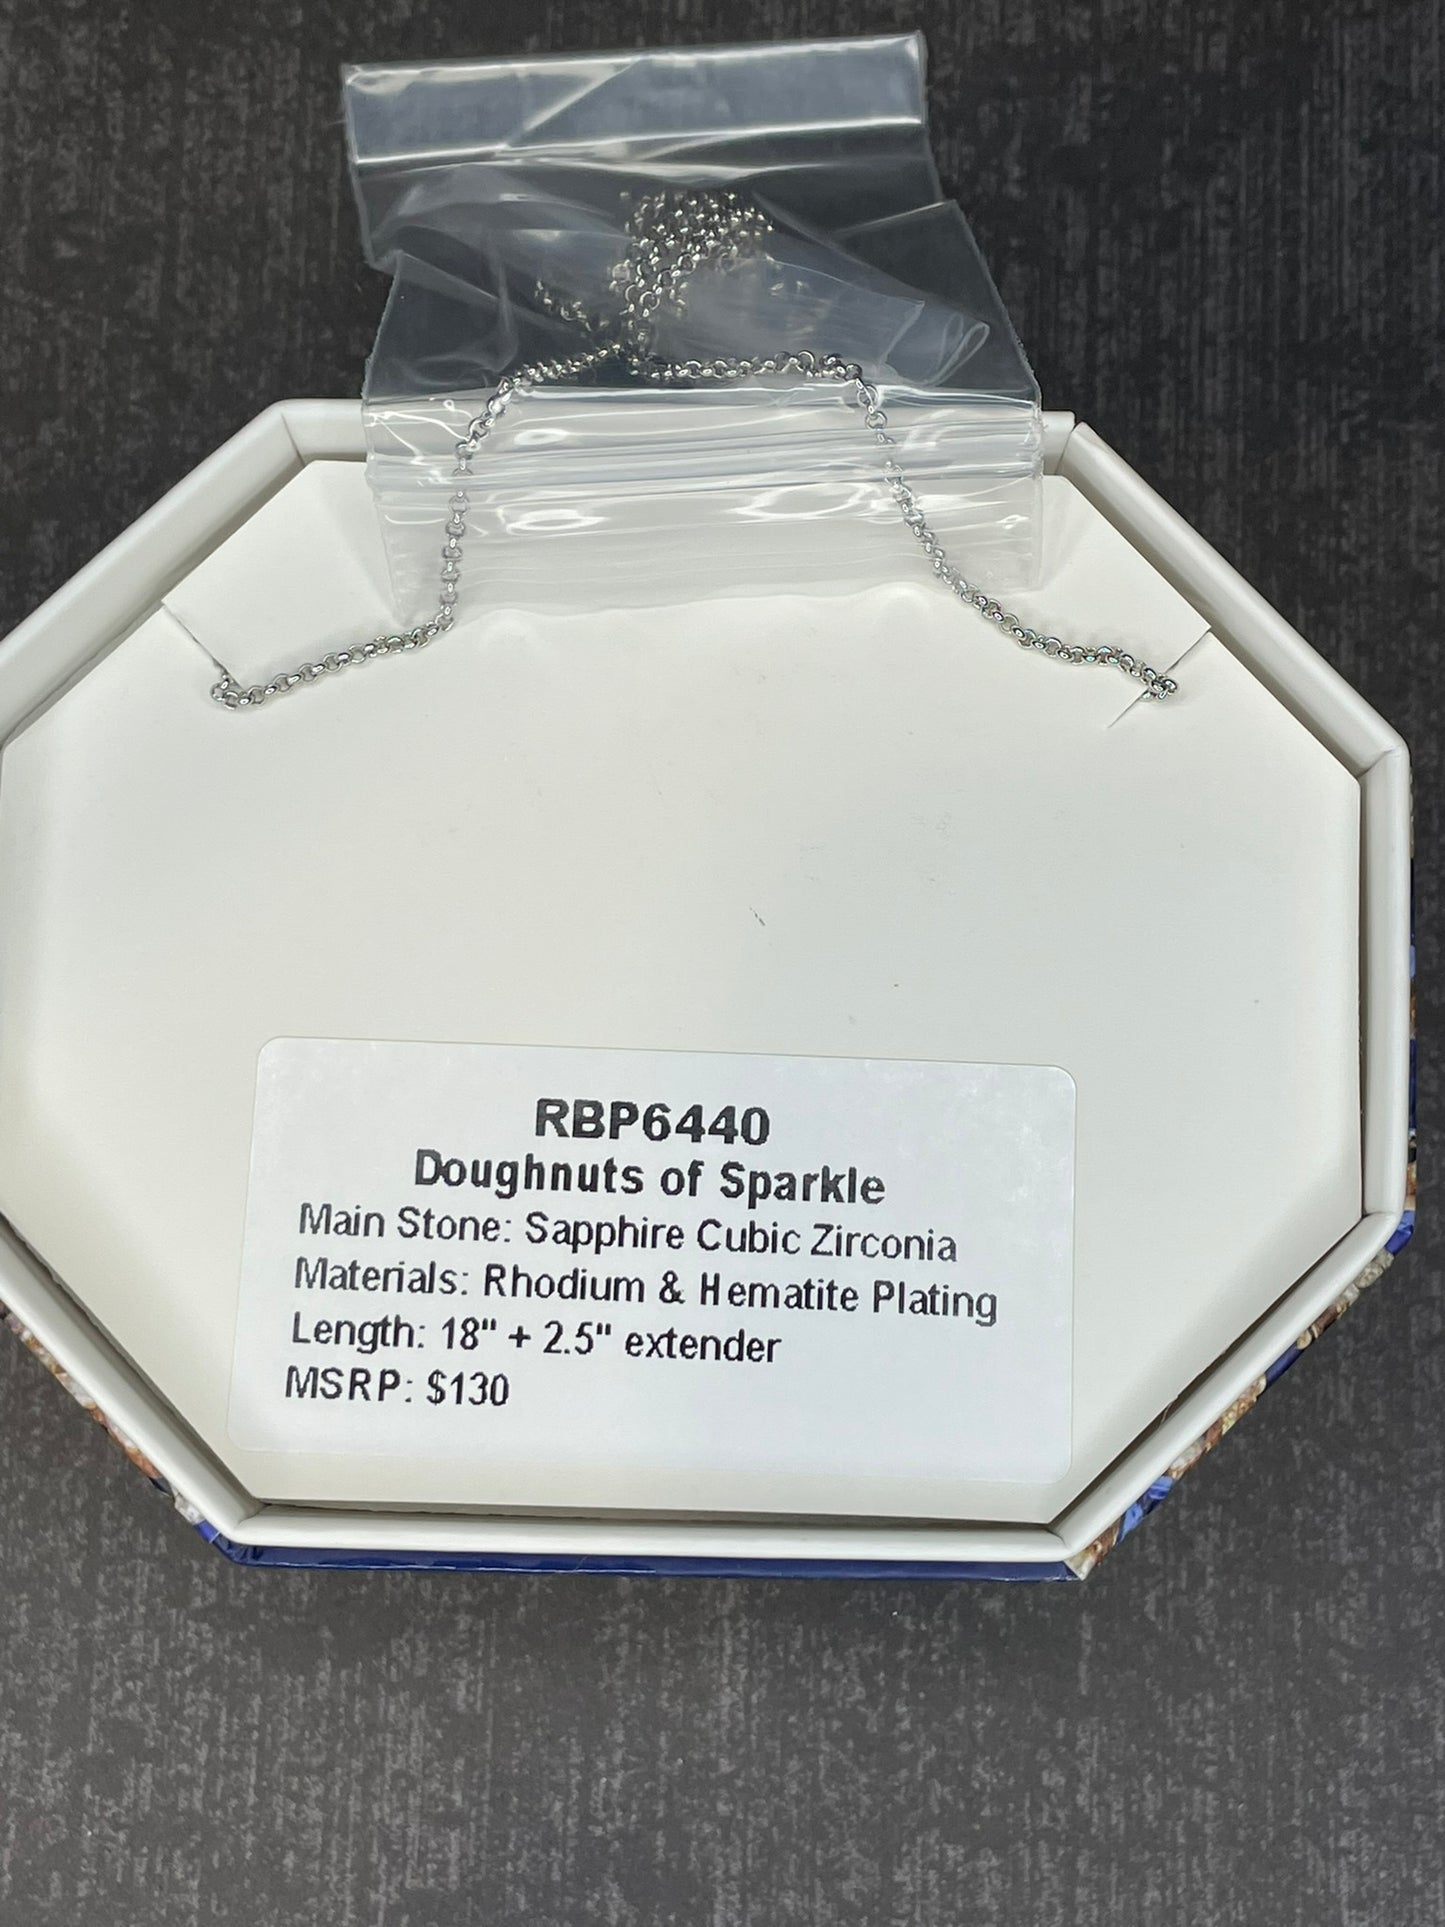 RBP6440
Doughnuts of Sparkle
Main Stone: Sapphire Cubic Zirconia
Materials: Rhodium & Hematite Plating
Length: 18" + 2.5" extender
MSRP: $130